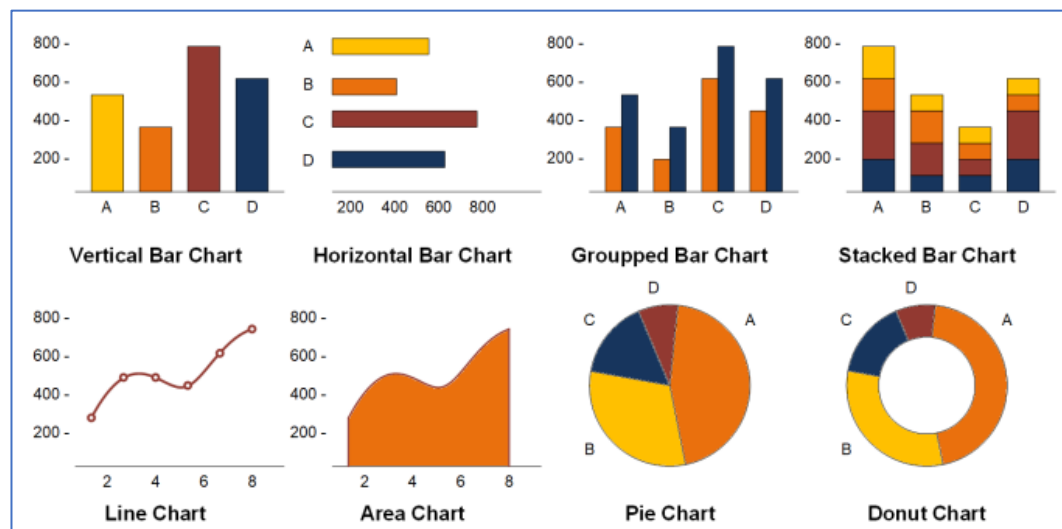 800 -
600 -
400 -
200 -
A B C D
Vertical Bar Chart
A
B
C
D
200 400 600 800
Horizontal Bar Chart
800 -
600 -
400 -
200 -
A B C D
Groupped Bar Chart
800 -
600 -
400 -
200 -
A B C D
Stacked Bar Chart
800 -
600 -
400 -
200 -
2 4 6 8
Line Chart
800 -
600 -
400 -
200 -
2 4 6 8
Area Chart
D
C A
B
Pie Chart
D
C A
B
Donut Chart